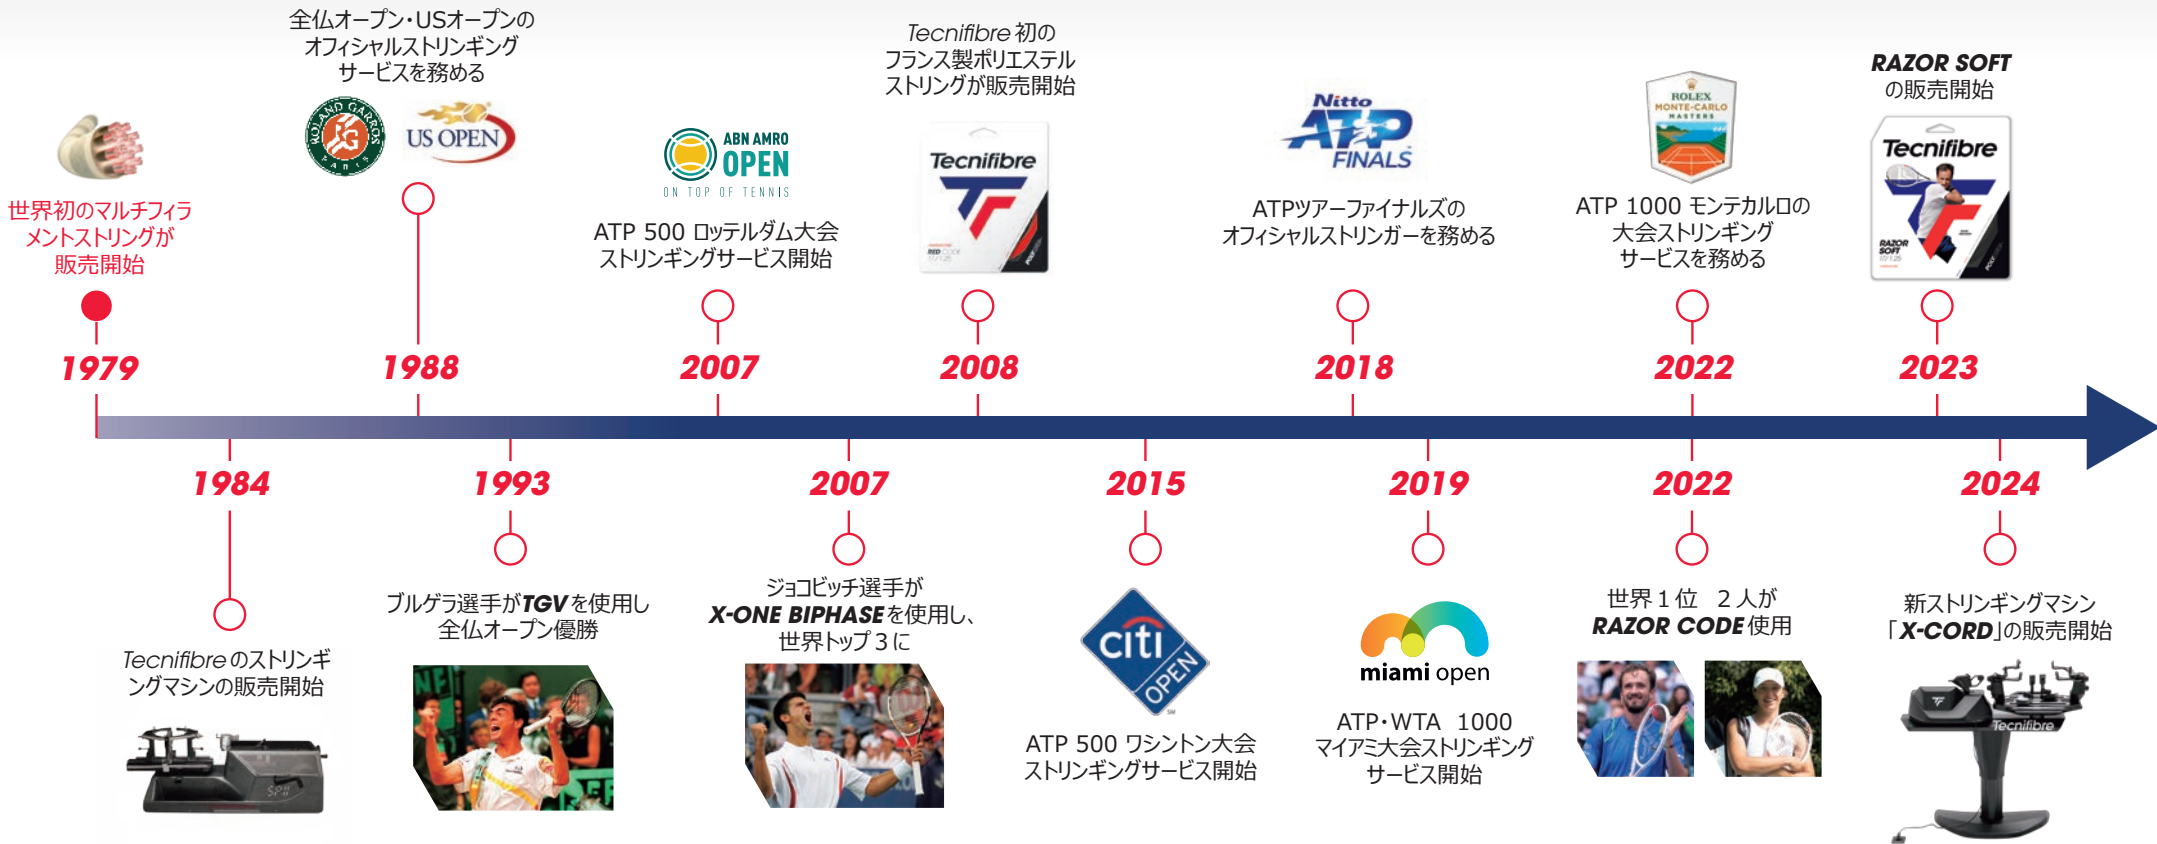 世界初のマルチフィラ
メントストリングが
販売開始
1979
全仏オープン・USオープンの
オフィシャルストリンギング
サービスを務める
ROLAND GARROS
PARIS
US OPEN
1988
ABN AMRO
OPEN
ON TOP OF TENNIS
ATP 500 ロッテルダム大会
ストリンギングサービス開始
2007
Tecnifibre 初の
フランス製ポリエステル
ストリングが販売開始
Tecnifibre
RED CODE
2008
Nitto
ATP
FINALS
ATPツアーファイナルズの
オフィシャルストリンガーを務める
2018
ROLEX
MONTE-CARLO
MASTERS
ATP 1000 モンテカルロの
大会ストリンギング
サービスを務める
2022
RAZOR SOFT
の販売開始
Tecnifibre
RAZOR
SOFT
2023
1984
Tecnifibreのストリンギ
ングマシンの販売開始
1993
ブルゲラ選手がTGVを使用し
全仏オープン優勝
2007
ジョコビッチ選手が
X-ONE BIPHASEを使用し、
世界トップ3に
2015
citi
OPEN
ATP 500 ワシントン大会
ストリンギングサービス開始
2019
miami open
ATP・WTA 1000
マイアミ大会ストリンギング
サービス開始
2022
世界1位 2人が
RAZOR CODE使用
2024
新ストリンギングマシン
「X-CORD」の販売開始
Tecnifibre